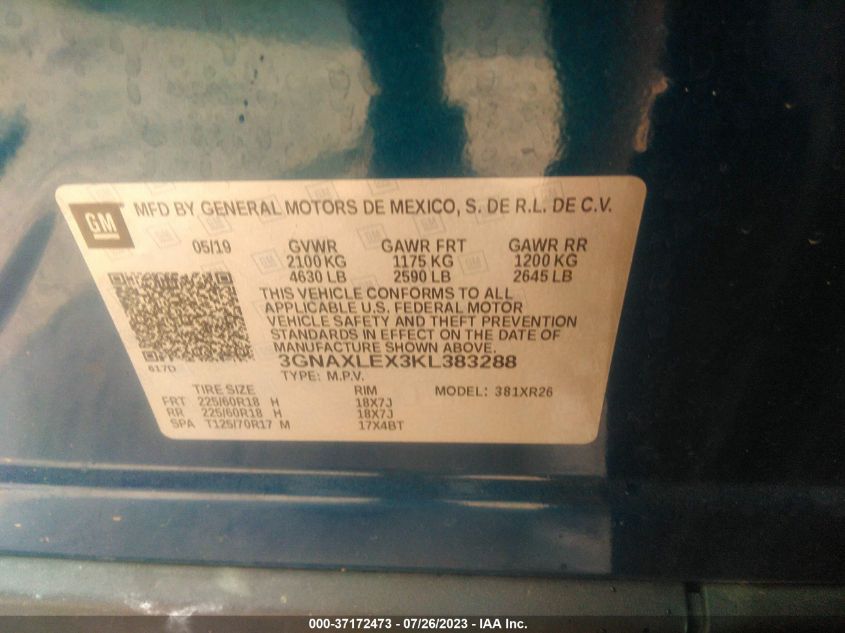 GM
MFD BY GENERAL MOTORS DE MEXICO, S. DE R.L. DE C.V.
05/19 GVWR GAWR FRT GAWR RR
2100 KG 1175 KG 1200 KG
4630 LB 2590 LB 2645 LB
THIS VEHICLE CONFORMS TO ALL
APPLICABLE U.S. FEDERAL MOTOR
VEHICLE SAFETY AND THEFT PREVENTION
STANDARDS IN EFFECT ON THE DATE OF
MANUFACTURE SHOWN ABOVE.
617D
3GNAXLEX3KL383288
TYPE: M.P.V.
TIRE SIZE RIM MODEL: 381XR26
FRT 225/60R18 H 18X7J
RR 225/60R18 H 18X7J
SPA T125/70R17 M 17X4BT
000-37172473 - 07/26/2023 - IAA Inc.